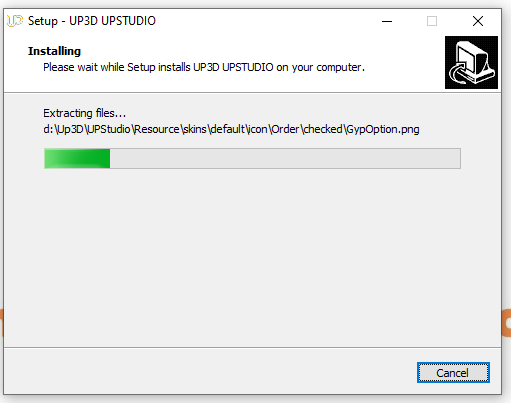 UP Setup - UP3D UPSTUDIO
Installing
Please wait while Setup installs UP3D UPSTUDIO on your computer.
Extracting files...
d:\Up3D\UPStudio\Resource\skins\default\icon\Order\checked\GypOption.png
Cancel